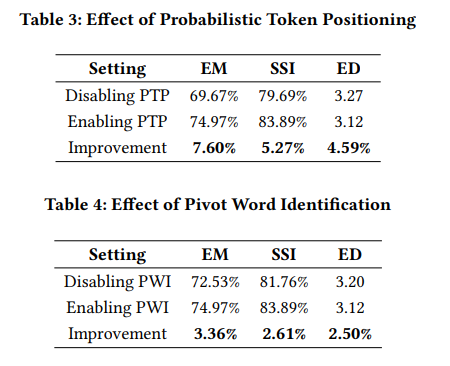 Table 3: Effect of Probabilistic Token Positioning
Setting EM SSI ED
Disabling PTP 69.67% 79.69% 3.27
Enabling PTP 74.97% 83.89% 3.12
Improvement 7.60% 5.27% 4.59%
Table 4: Effect of Pivot Word Identification
Setting EM SSI ED
Disabling PWI 72.53% 81.76% 3.20
Enabling PWI 74.97% 83.89% 3.12
Improvement 3.36% 2.61% 2.50%